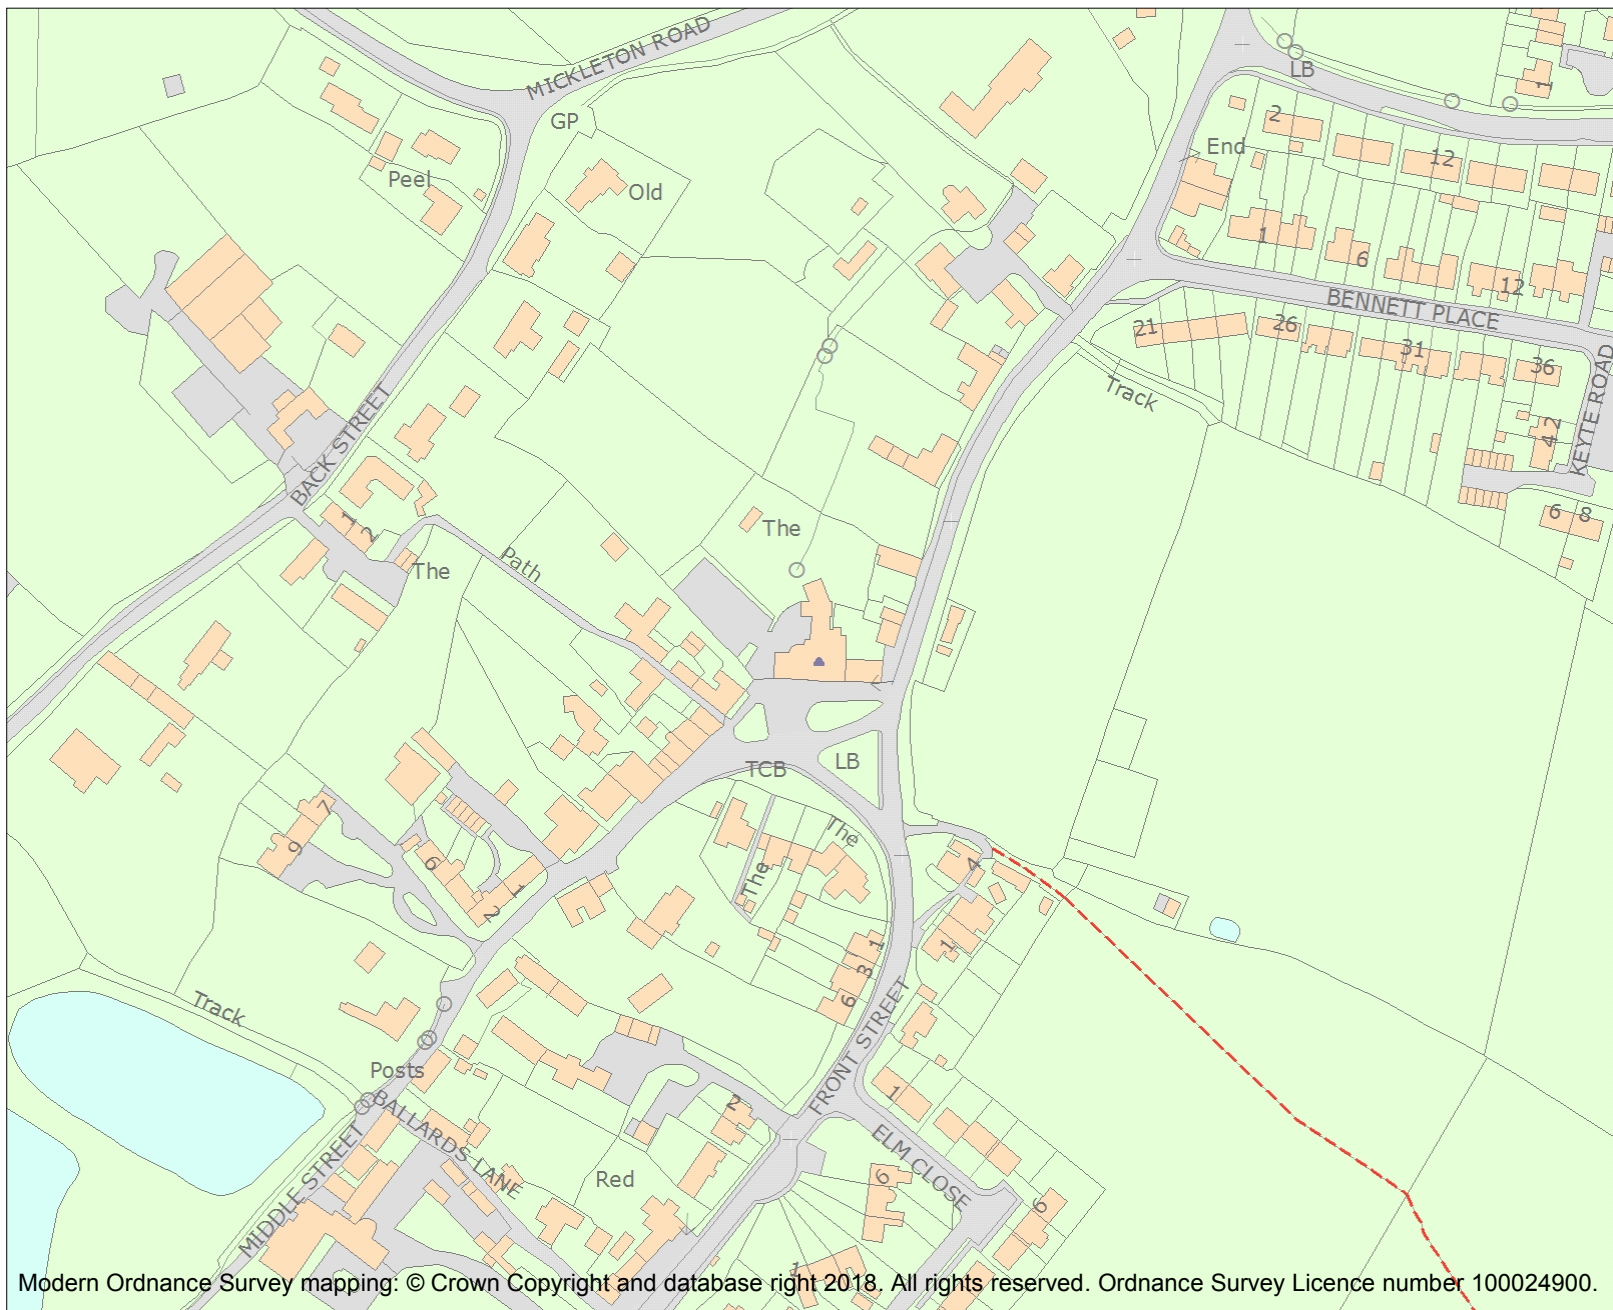 MICKLETON ROAD
GP
LB
1
2
End
12
Peel
Old
1
6
12
BENNETT PLACE
21
26
31
36
Track
KEYTE ROAD
42
BACK STREET
1
2
The
The
Path
6
8
TCB
LB
7
9
6
1
2
The
The
4
1
1
3
6
Track
Posts
FRONT STREET
BALLARDS LANE
MIDDLE STREET
2
1
ELM CLOSE
Red
6
6
1
Modern Ordnance Survey mapping: © Crown Copyright and database right 2018. All rights reserved. Ordnance Survey Licence number 100024900.